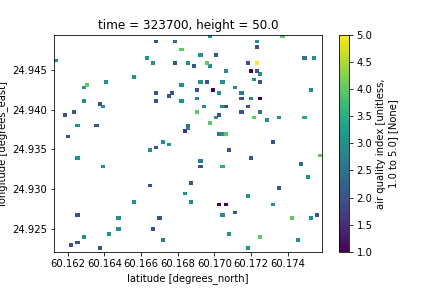 time = 323700, height = 50.0
24.945
24.940
24.935
24.930
24.925
longitude [degrees_east]
60.162 60.164 60.166 60.168 60.170 60.172 60.174
latitude [degrees_north]
5.0
4.5
4.0
3.5
3.0
2.5
2.0
1.5
1.0
air quality index [unitless,
1.0 to 5.0] [None]